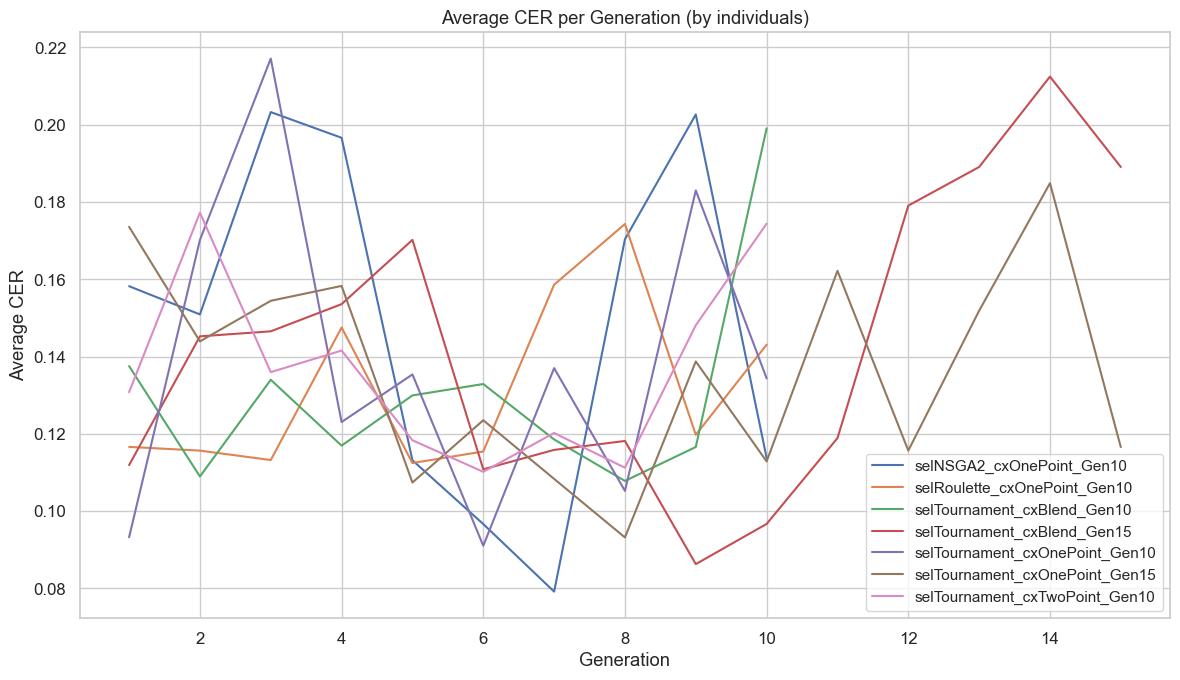 Average CER per Generation (by individuals)
Average CER
0.22
0.20
0.18
0.16
0.14
0.12
0.10
0.08
2 4 6 8 10 12 14
Generation
selNSGA2_cxOnePoint_Gen10
selRoulette_cxOnePoint_Gen10
selTournament_cxBlend_Gen10
selTournament_cxBlend_Gen15
selTournament_cxOnePoint_Gen10
selTournament_cxOnePoint_Gen15
selTournament_cxTwoPoint_Gen10